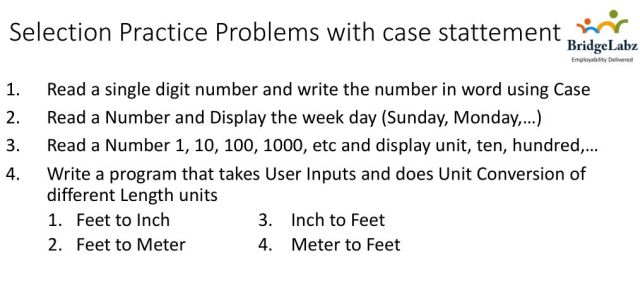 Selection Practice Problems with case stattement
BridgeLabz
Employability Delivered
1. Read a single digit number and write the number in word using Case
2. Read a Number and Display the week day (Sunday, Monday,...)
3. Read a Number 1, 10, 100, 1000, etc and display unit, ten, hundred,...
4. Write a program that takes User Inputs and does Unit Conversion of
different Length units
1. Feet to Inch 3. Inch to Feet
2. Feet to Meter 4. Meter to Feet